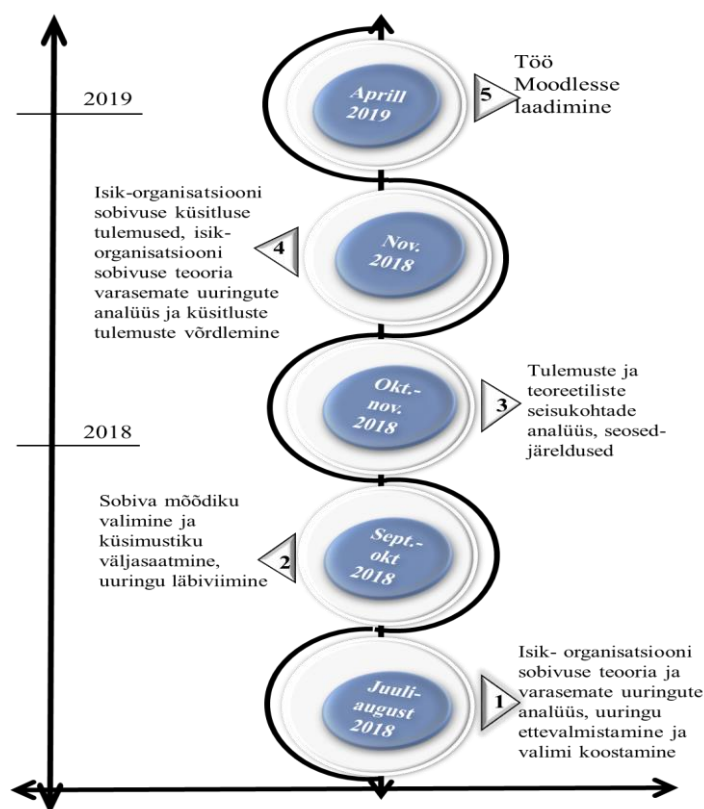 2019
Aprill
2019
5
Töö
Moodlesse
laadimine
Isik-organisatsiooni
sobivuse küsitluse
tulemused, isik-
organisatsiooni
sobivuse teooria
varasemate uuringute
analüüs ja küsitluste
tulemuste võrdlemine
4
Nov.
2018
2018
Okt.-
nov.
2018
3
Tulemuste ja
teoreetiliste
seisukohtade
analüüs, seosed-
järeldused
Sobiva mõõdiku
valimine ja
küsimustiku
väljasaatmine,
uuringu läbiviimine
2
Sept.-
okt
2018
Juuli-
august
2018
1
Isik- organisatsiooni
sobivuse teooria ja
varasemate uuringute
analüüs, uuringu
ettevalmistamine ja
valimi koostamine